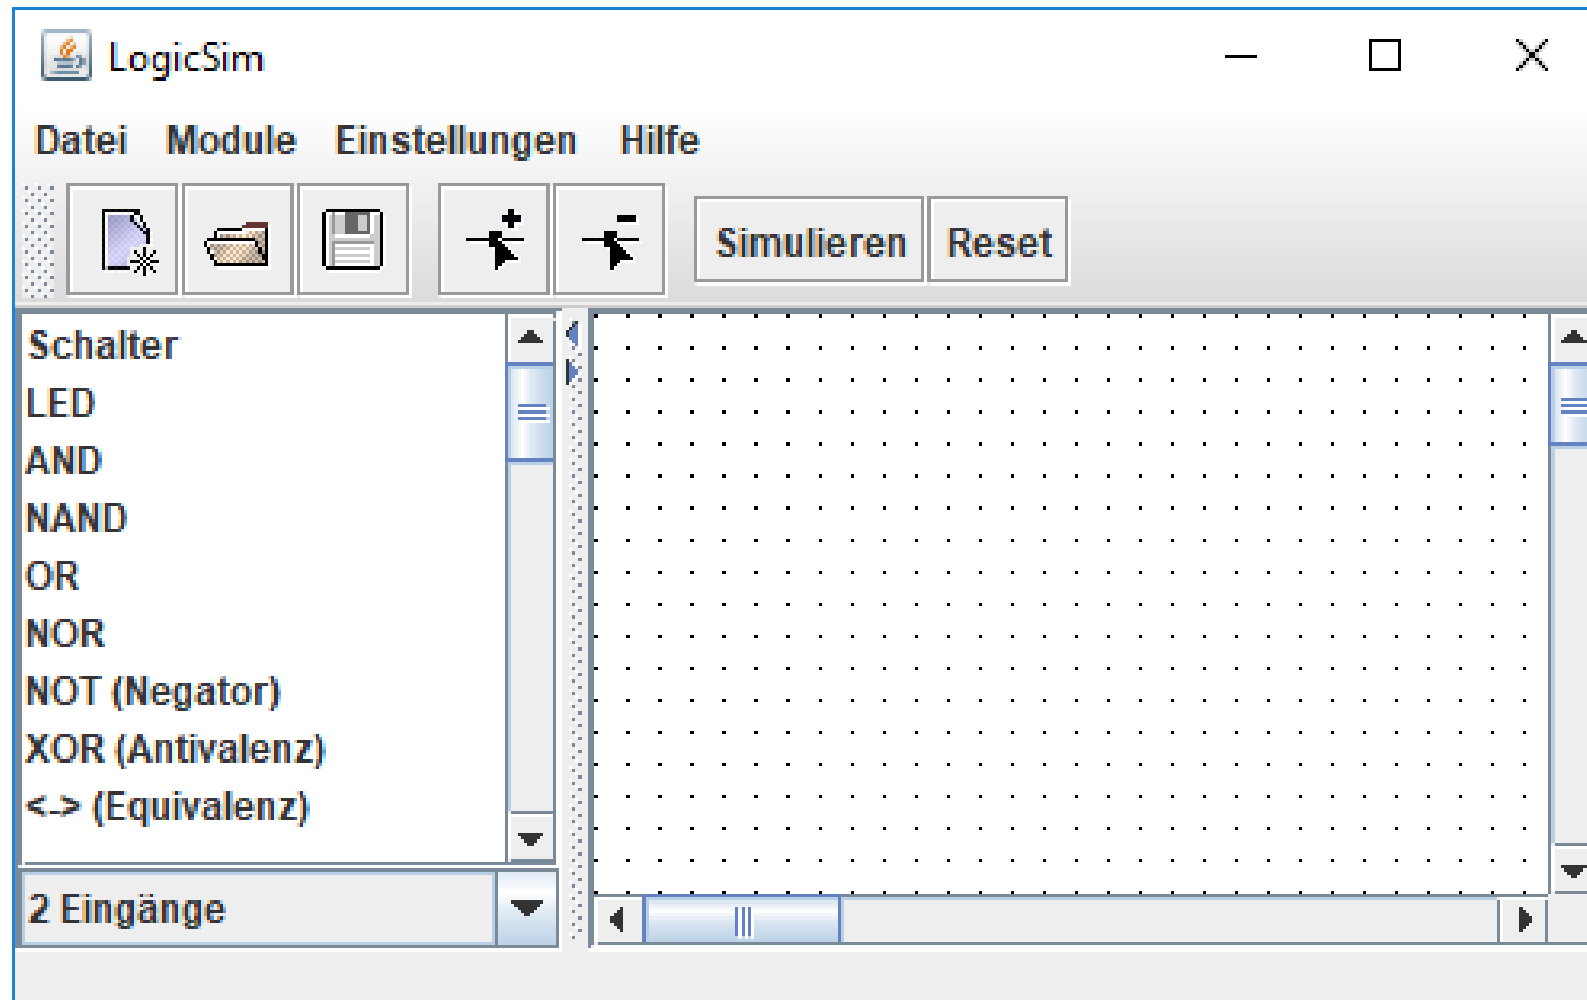 LogicSim
Datei Module Einstellungen Hilfe
Simulieren Reset
Schalter
LED
AND
NAND
OR
NOR
NOT (Negator)
XOR (Antivalenz)
<-> (Equivalenz)
2 Eingänge